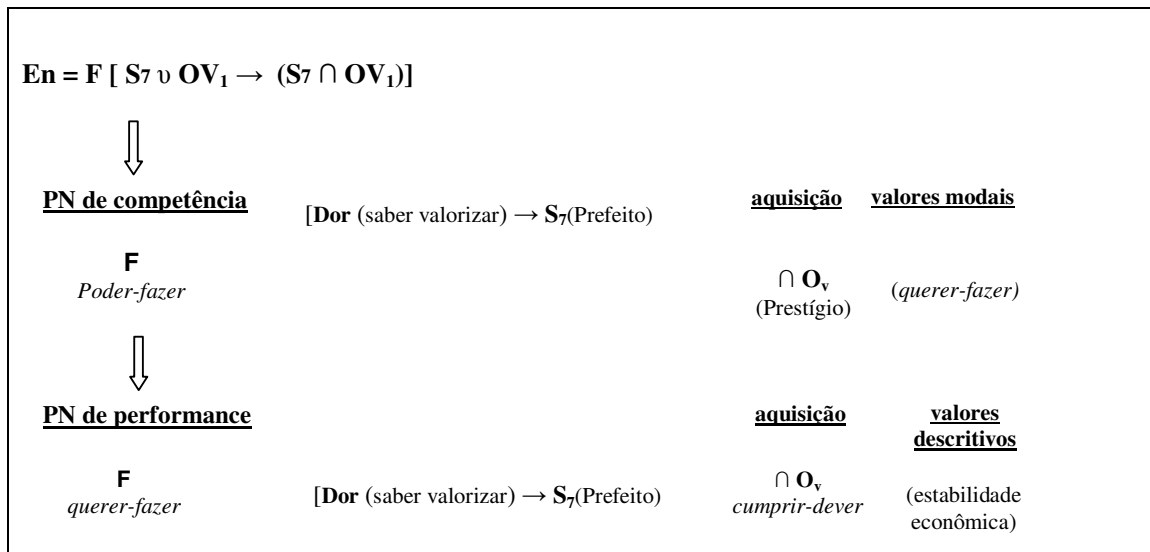 En = F [ S7 υ OV1 → (S7 ∩ OV1)]
PN de competência
[Dor (saber valorizar) → S7(Prefeito)
aquisição valores modais
F
Poder-fazer
∩ Ov
(Prestígio)
(querer-fazer)
PN de performance
aquisição
valores
descritivos
F
querer-fazer
[Dor (saber valorizar) → S7(Prefeito)
∩ Ov
cumprir-dever
(estabilidade
econômica)